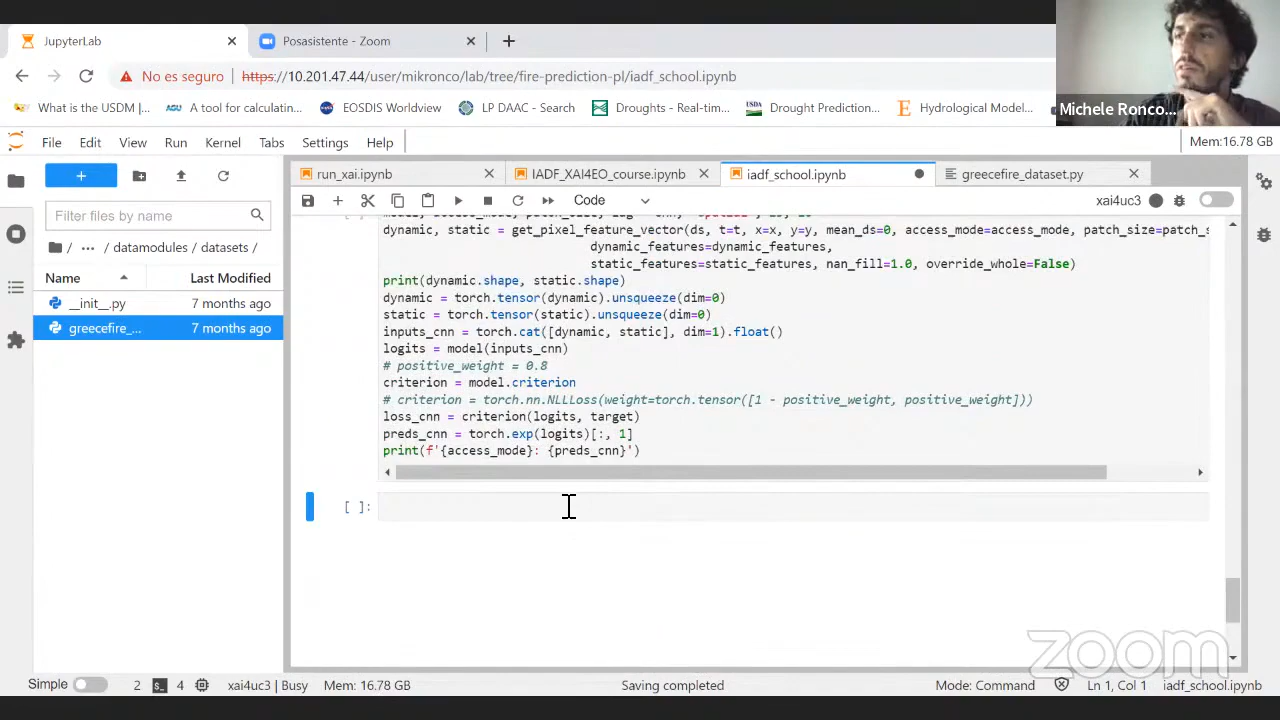 JupyterLab
Posasistente - Zoom
No es seguro
https://10.201.47.44/user/mikronco/lab/tree/fire-prediction-pl/iadf_school.ipynb
What is the USDM |...
AGU
A tool for calculatin...
EOSDIS Worldview
LP DAAC - Search
Droughts - Real-tim...
USDA
Drought Prediction...
Hydrological Model...
Michele Ronco...
File Edit View Run Kernel Tabs Settings Help
Mem:16.78 GB
run_xai.ipynb
IADF_XAI4EO_course.ipynb
iadf_school.ipynb
greecefire_dataset.py
Filter files by name
Code
xai4uc3
/ ... / datamodules / datasets /
Name Last Modified
__init__.py 7 months ago
greecefire_... 7 months ago
dynamic, static = get_pixel_feature_vector(ds, t=t, x=x, y=y, mean_ds=0, access_mode=access_mode, patch_size=patch_s
dynamic_features=dynamic_features,
static_features=static_features, nan_fill=1.0, override_whole=False)
print(dynamic.shape, static.shape)
dynamic = torch.tensor(dynamic).unsqueeze(dim=0)
static = torch.tensor(static).unsqueeze(dim=0)
inputs_cnn = torch.cat([dynamic, static], dim=1).float()
logits = model(inputs_cnn)
# positive_weight = 0.8
criterion = model.criterion
# criterion = torch.nn.NLLLoss(weight=torch.tensor([1 - positive_weight, positive_weight]))
loss_cnn = criterion(logits, target)
preds_cnn = torch.exp(logits)[:, 1]
print(f'{access_mode}: {preds_cnn}')
[ ]:
zoom
Simple 2 4 xai4uc3 | Busy Mem: 16.78 GB Saving completed Mode: Command Ln 1, Col 1 iadf_school.ipynb